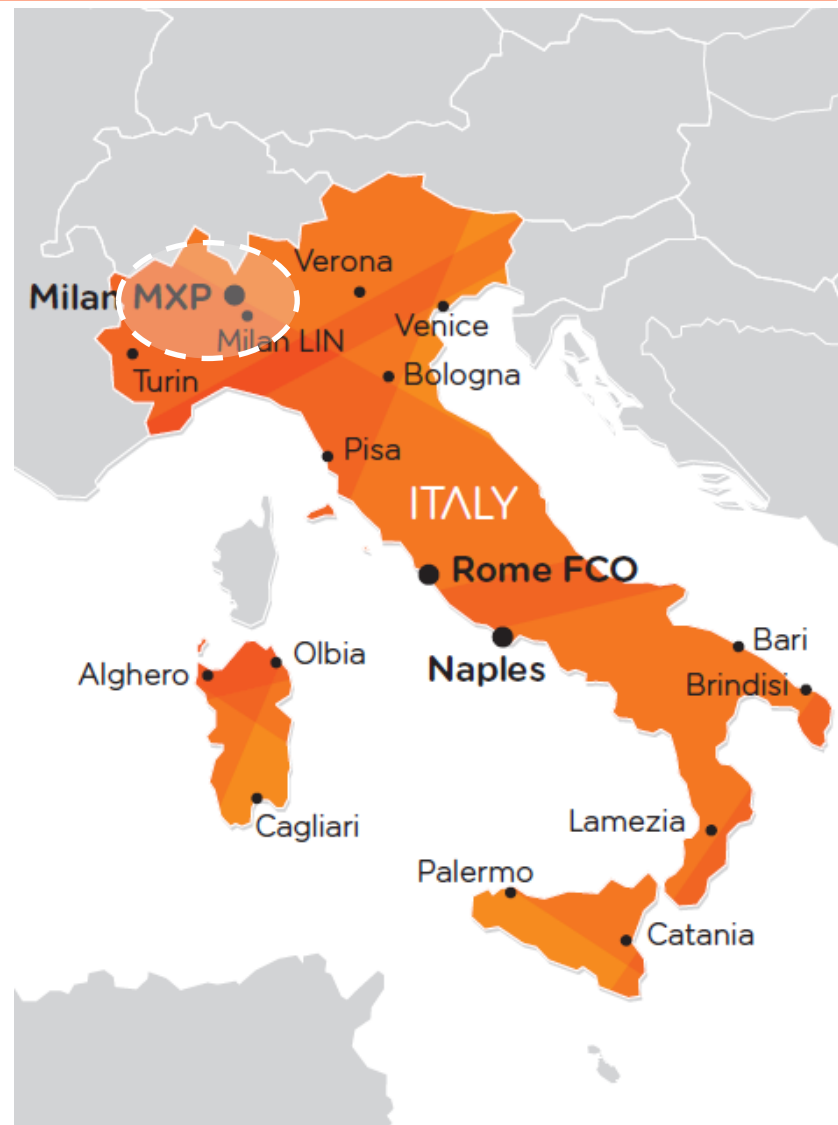 Verona
Milan MXP
Venice
Milan LIN
Turin
Bologna
Pisa
ITALY
Rome FCO
Bari
Olbia
Naples
Alghero
Brindisi
Cagliari
Lamezia
Palermo
Catania